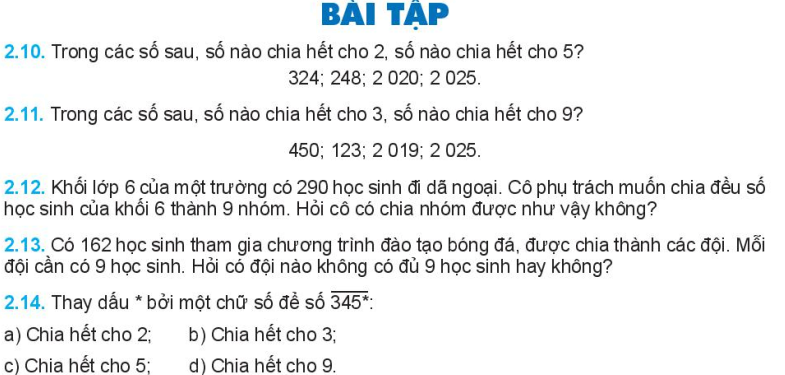 BÀI TẬP
2.10. Trong các số sau, số nào chia hết cho 2, số nào chia hết cho 5?
324; 248; 2 020; 2 025.
2.11. Trong các số sau, số nào chia hết cho 3, số nào chia hết cho 9?
450; 123; 2 019; 2 025.
2.12. Khối lớp 6 của một trường có 290 học sinh đi dã ngoại. Cô phụ trách muốn chia đều số
học sinh của khối 6 thành 9 nhóm. Hỏi cô có chia nhóm được như vậy không?
2.13. Có 162 học sinh tham gia chương trình đào tạo bóng đá, được chia thành các đội. Mỗi
đội cần có 9 học sinh. Hỏi có đội nào không có đủ 9 học sinh hay không?
2.14. Thay dấu * bởi một chữ số để số 3̅4̅5̅*̅:
a) Chia hết cho 2; b) Chia hết cho 3;
c) Chia hết cho 5; d) Chia hết cho 9.